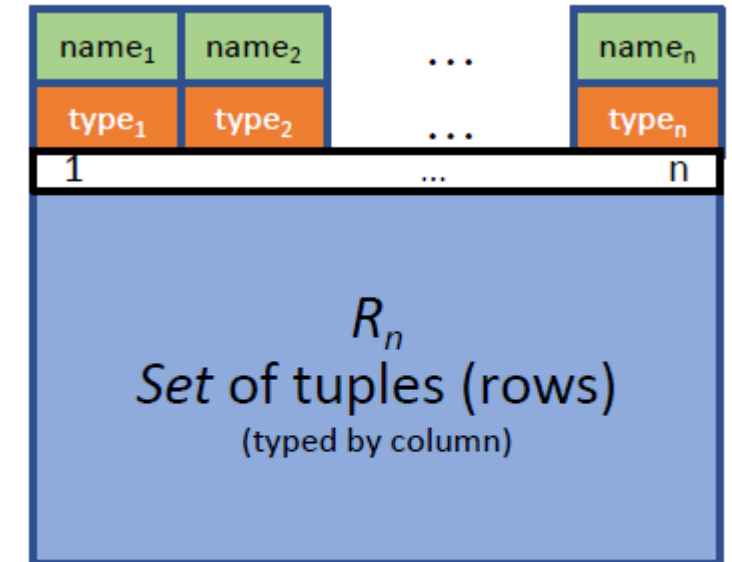 name₁ name₂ ... nameₙ
type₁ type₂ ... typeₙ
1 ... n
Rₙ
Set of tuples (rows)
(typed by column)